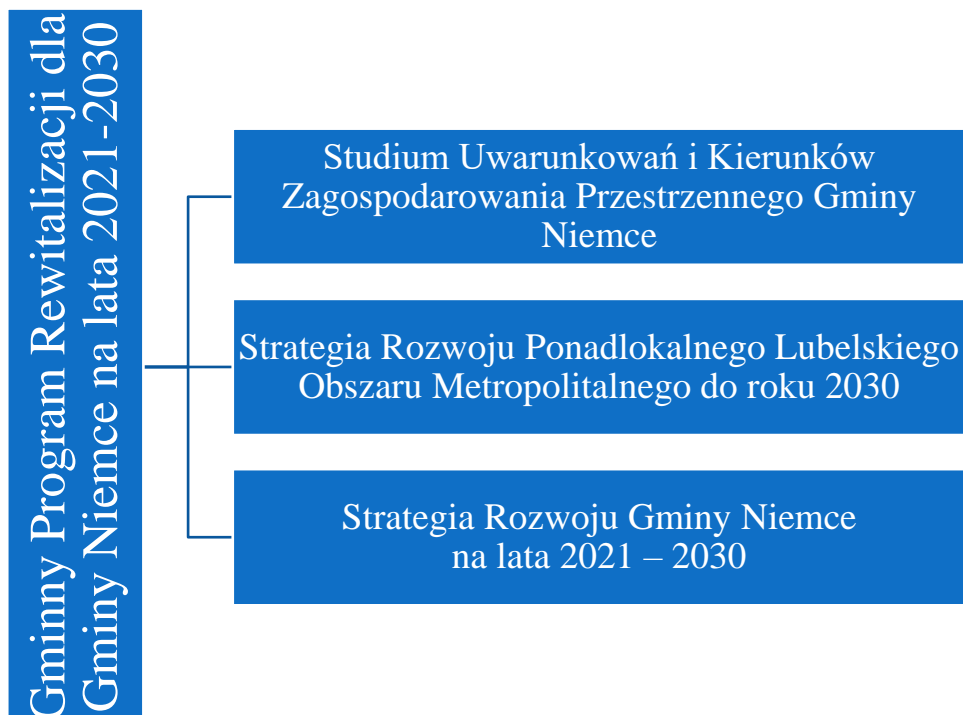 Gminny Program Rewitalizacji dla
Gminy Niemce na lata 2021-2030
Studium Uwarunkowań i Kierunków
Zagospodarowania Przestrzennego Gminy
Niemce
Strategia Rozwoju Ponadlokalnego Lubelskiego
Obszaru Metropolitalnego do roku 2030
Strategia Rozwoju Gminy Niemce
na lata 2021 – 2030